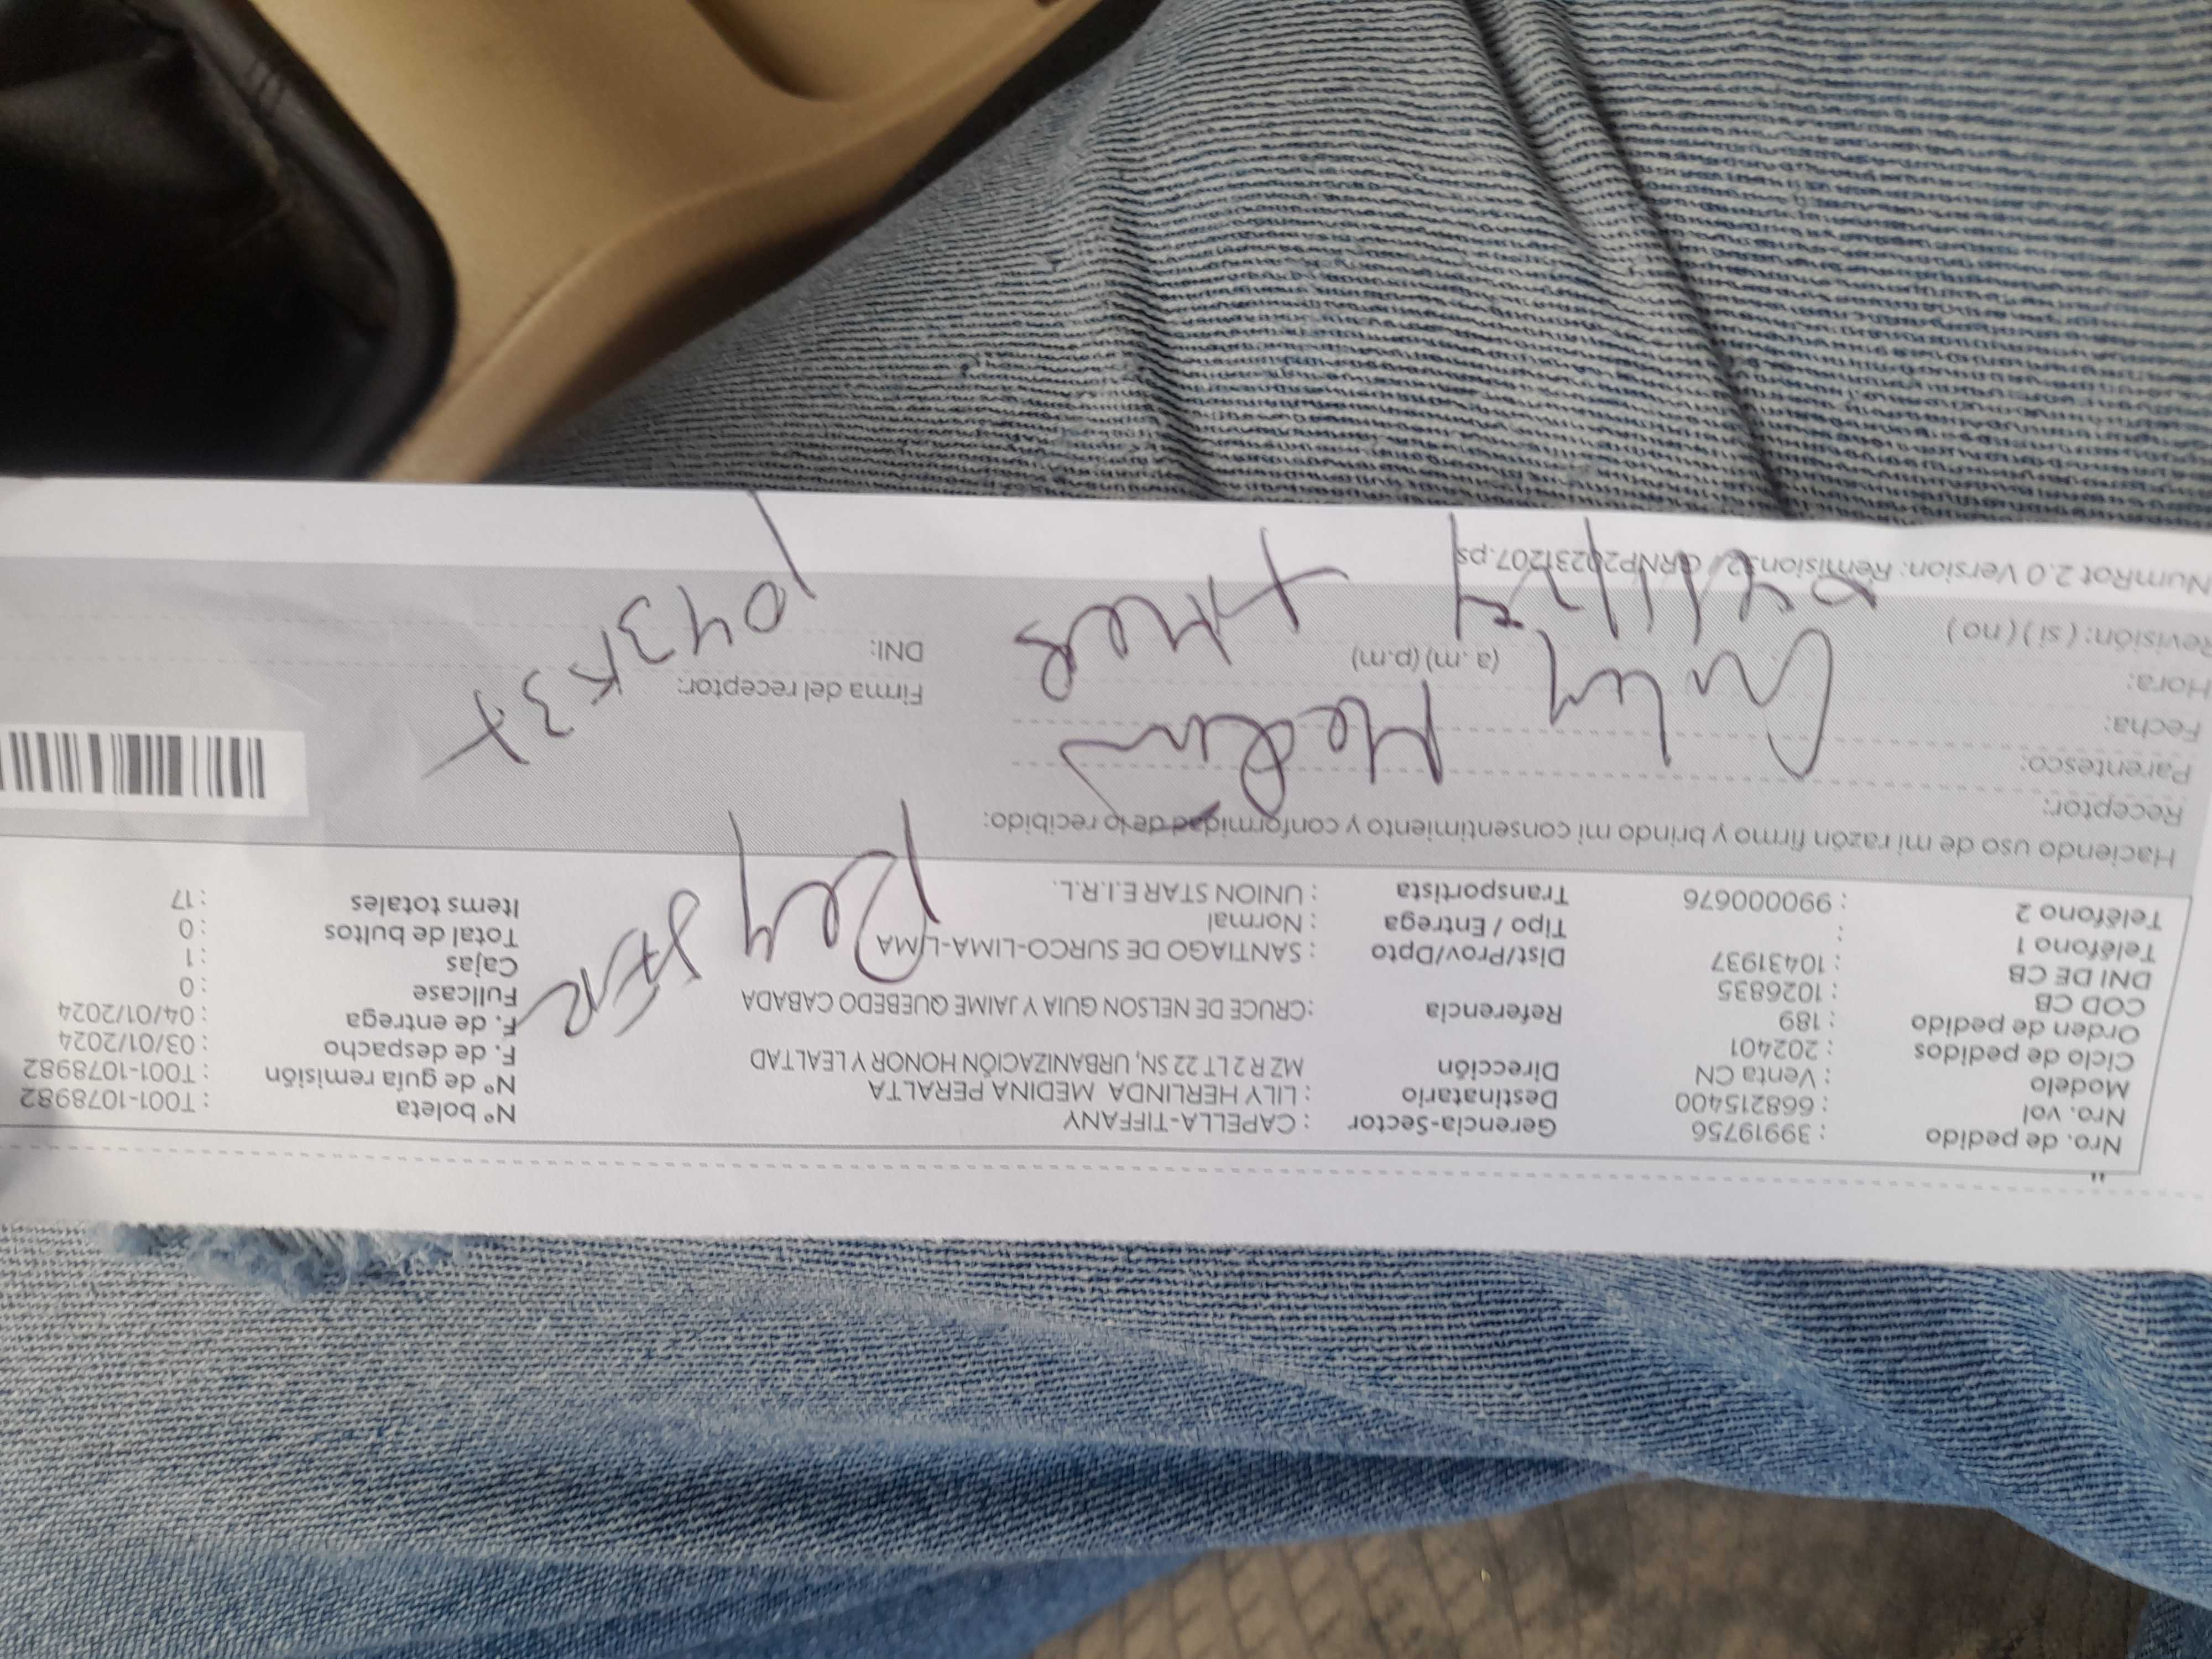 Nro. de pedido : 39919756 Gerencia-Sector : CAPELLA-TIFFANY Nº boleta : T001-1078982
Nro. vol : 668215400 Destinatario : LILY HERLINDA MEDINA PERALTA Nº de guía remisión : T001-1078982
Modelo : Venta CN Dirección MZ R 2 LT 22 SN, URBANIZACIÓN HONOR Y LEALTAD F. de despacho : 03/01/2024
Ciclo de pedidos : 202401 F. de entrega : 04/01/2024
Orden de pedido : 189 Referencia : CRUCE DE NELSON GUIA Y JAIME QUEBEDO CABADA Fullcase : 0
COD CB : 1026835 Cajas : 1
DNI DE CB : 10431937 Dist/Prov/Dpto : SANTIAGO DE SURCO-LIMA-LIMA Total de bultos : 0
Teléfono 1 : Tipo / Entrega : Normal Items totales : 17
Teléfono 2 : 990000676 Transportista : UNION STAR E.I.R.L.
Haciendo uso de mi razón firmo y brindo mi consentimiento y conformidad de lo recibido:
Receptor:
Parentesco:
Fecha:
Hora: (a.m) (p.m) Firma del receptor:
Revisión: ( si ) ( no ) DNI:
NumRot 2.0 Version: Remision32 / GRNP20231207.ps